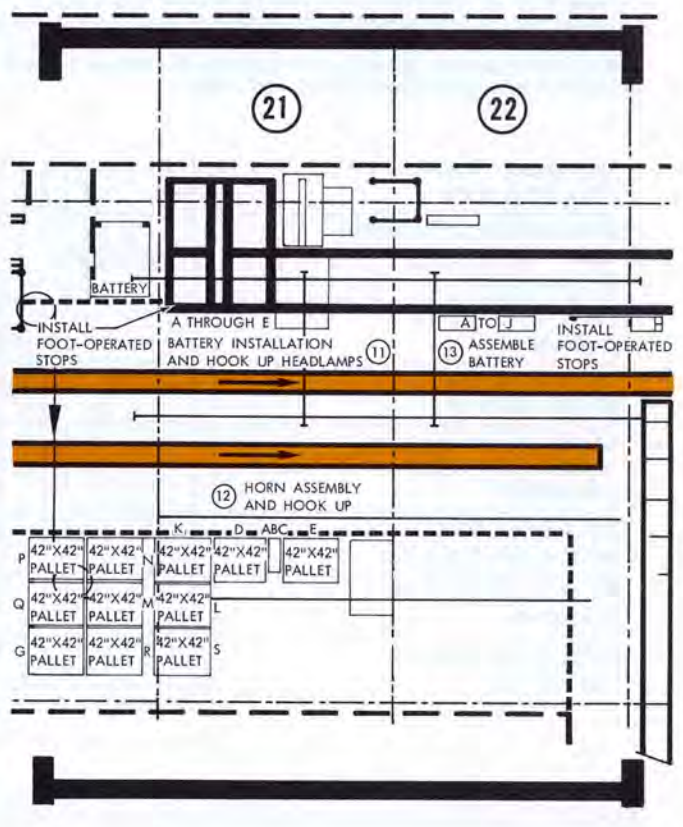 21
22
BATTERY
INSTALL
FOOT-OPERATED
STOPS
A THROUGH E
BATTERY INSTALLATION
AND HOOK UP HEADLAMPS 11
A TO J
13 ASSEMBLE
BATTERY
INSTALL
FOOT-OPERATED
STOPS
12 HORN ASSEMBLY
AND HOOK UP
K D ABC E
P 42"X42" 42"X42" N 42"X42" 42"X42" 42"X42"
PALLET PALLET PALLET PALLET PALLET
Q 42"X42" 42"X42" M 42"X42" L
PALLET PALLET PALLET
G 42"X42" 42"X42" R 42"X42" S
PALLET PALLET PALLET